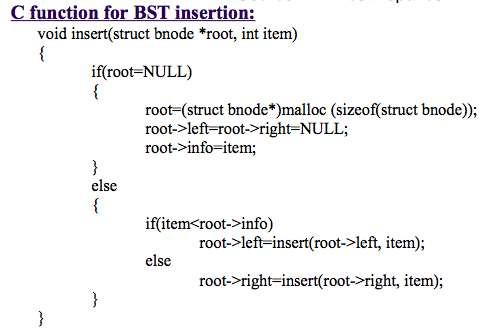 C function for BST insertion:
void insert(struct bnode *root, int item)
{
if(root=NULL)
{
root=(struct bnode*)malloc (sizeof(struct bnode));
root->left=root->right=NULL;
root->info=item;
}
else
{
if(item<root->info)
root->left=insert(root->left, item);
else
root->right=insert(root->right, item);
}
}